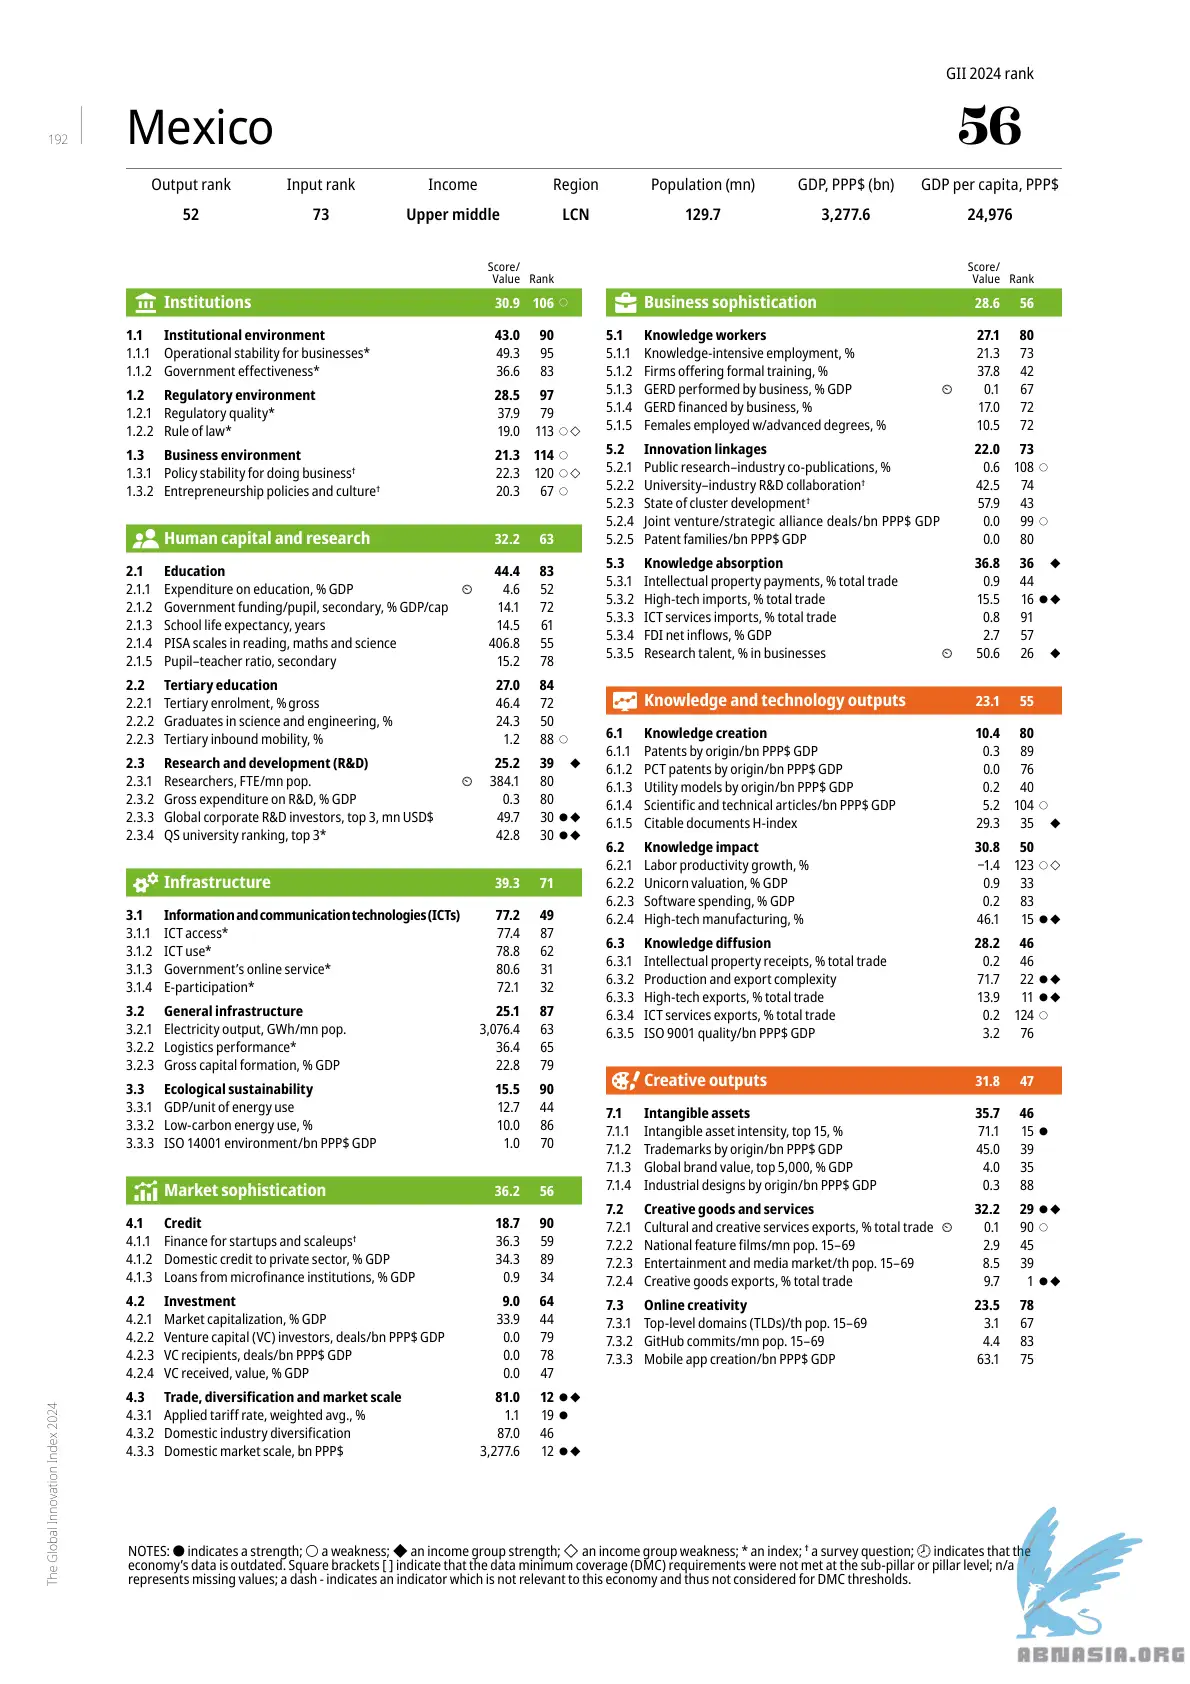 GII 2024 rank
192
Mexico
56
Output rank Input rank Income Region Population (mn) GDP, PPP$ (bn) GDP per capita, PPP$
52 73 Upper middle LCN 129.7 3,277.6 24,976
Score/
Value Rank
Institutions 30.9 106 ○
1.1 Institutional environment 43.0 90
1.1.1 Operational stability for businesses* 49.3 95
1.1.2 Government effectiveness* 36.6 83
1.2 Regulatory environment 28.5 97
1.2.1 Regulatory quality* 37.9 79
1.2.2 Rule of law* 19.0 113 ○◇
1.3 Business environment 21.3 114 ○
1.3.1 Policy stability for doing business† 22.3 120 ○◇
1.3.2 Entrepreneurship policies and culture† 20.3 67 ○
Human capital and research 32.2 63
2.1 Education 44.4 83
2.1.1 Expenditure on education, % GDP 4.6 52
2.1.2 Government funding/pupil, secondary, % GDP/cap 14.1 72
2.1.3 School life expectancy, years 14.5 61
2.1.4 PISA scales in reading, maths and science 406.8 55
2.1.5 Pupil–teacher ratio, secondary 15.2 78
2.2 Tertiary education 27.0 84
2.2.1 Tertiary enrolment, % gross 46.4 72
2.2.2 Graduates in science and engineering, % 24.3 50
2.2.3 Tertiary inbound mobility, % 1.2 88 ○
2.3 Research and development (R&D) 25.2 39 ◆
2.3.1 Researchers, FTE/mn pop. 384.1 80
2.3.2 Gross expenditure on R&D, % GDP 0.3 80
2.3.3 Global corporate R&D investors, top 3, mn USD$ 49.7 30 ●◆
2.3.4 QS university ranking, top 3* 42.8 30 ●◆
Infrastructure 39.3 71
3.1 Information and communication technologies (ICTs) 77.2 49
3.1.1 ICT access* 77.4 87
3.1.2 ICT use* 78.8 62
3.1.3 Government's online service* 80.6 31
3.1.4 E-participation* 72.1 32
3.2 General infrastructure 25.1 87
3.2.1 Electricity output, GWh/mn pop. 3,076.4 63
3.2.2 Logistics performance* 36.4 65
3.2.3 Gross capital formation, % GDP 22.8 79
3.3 Ecological sustainability 15.5 90
3.3.1 GDP/unit of energy use 12.7 44
3.3.2 Low-carbon energy use, % 10.0 86
3.3.3 ISO 14001 environment/bn PPP$ GDP 1.0 70
Market sophistication 36.2 56
4.1 Credit 18.7 90
4.1.1 Finance for startups and scaleups† 36.3 59
4.1.2 Domestic credit to private sector, % GDP 34.3 89
4.1.3 Loans from microfinance institutions, % GDP 0.9 34
4.2 Investment 9.0 64
4.2.1 Market capitalization, % GDP 33.9 44
4.2.2 Venture capital (VC) investors, deals/bn PPP$ GDP 0.0 79
4.2.3 VC recipients, deals/bn PPP$ GDP 0.0 78
4.2.4 VC received, value, % GDP 0.0 47
4.3 Trade, diversification and market scale 81.0 12 ●◆
4.3.1 Applied tariff rate, weighted avg., % 1.1 19 ●
4.3.2 Domestic industry diversification 87.0 46
4.3.3 Domestic market scale, bn PPP$ 3,277.6 12 ●◆
Score/
Value Rank
Business sophistication 28.6 56
5.1 Knowledge workers 27.1 80
5.1.1 Knowledge-intensive employment, % 21.3 73
5.1.2 Firms offering formal training, % 37.8 42
5.1.3 GERD performed by business, % GDP 0.1 67
5.1.4 GERD financed by business, % 17.0 72
5.1.5 Females employed w/advanced degrees, % 10.5 72
5.2 Innovation linkages 22.0 73
5.2.1 Public research–industry co-publications, % 0.6 108 ○
5.2.2 University–industry R&D collaboration† 42.5 74
5.2.3 State of cluster development† 57.9 43
5.2.4 Joint venture/strategic alliance deals/bn PPP$ GDP 0.0 99 ○
5.2.5 Patent families/bn PPP$ GDP 0.0 80
5.3 Knowledge absorption 36.8 36 ◆
5.3.1 Intellectual property payments, % total trade 0.9 44
5.3.2 High-tech imports, % total trade 15.5 16 ●◆
5.3.3 ICT services imports, % total trade 0.8 91
5.3.4 FDI net inflows, % GDP 2.7 57
5.3.5 Research talent, % in businesses 50.6 26 ◆
Knowledge and technology outputs 23.1 55
6.1 Knowledge creation 10.4 80
6.1.1 Patents by origin/bn PPP$ GDP 0.3 89
6.1.2 PCT patents by origin/bn PPP$ GDP 0.0 76
6.1.3 Utility models by origin/bn PPP$ GDP 0.2 40
6.1.4 Scientific and technical articles/bn PPP$ GDP 5.2 104 ○
6.1.5 Citable documents H-index 29.3 35 ◆
6.2 Knowledge impact 30.8 50
6.2.1 Labor productivity growth, % −1.4 123 ○◇
6.2.2 Unicorn valuation, % GDP 0.9 33
6.2.3 Software spending, % GDP 0.2 83
6.2.4 High-tech manufacturing, % 46.1 15 ●◆
6.3 Knowledge diffusion 28.2 46
6.3.1 Intellectual property receipts, % total trade 0.2 46
6.3.2 Production and export complexity 71.7 22 ●◆
6.3.3 High-tech exports, % total trade 13.9 11 ●◆
6.3.4 ICT services exports, % total trade 0.2 124 ○
6.3.5 ISO 9001 quality/bn PPP$ GDP 3.2 76
Creative outputs 31.8 47
7.1 Intangible assets 35.7 46
7.1.1 Intangible asset intensity, top 15, % 71.1 15 ●
7.1.2 Trademarks by origin/bn PPP$ GDP 45.0 39
7.1.3 Global brand value, top 5,000, % GDP 4.0 35
7.1.4 Industrial designs by origin/bn PPP$ GDP 0.3 88
7.2 Creative goods and services 32.2 29 ●◆
7.2.1 Cultural and creative services exports, % total trade 0.1 90 ○
7.2.2 National feature films/mn pop. 15–69 2.9 45
7.2.3 Entertainment and media market/th pop. 15–69 8.5 39
7.2.4 Creative goods exports, % total trade 9.7 1 ●◆
7.3 Online creativity 23.5 78
7.3.1 Top-level domains (TLDs)/th pop. 15–69 3.1 67
7.3.2 GitHub commits/mn pop. 15–69 4.4 83
7.3.3 Mobile app creation/bn PPP$ GDP 63.1 75
The Global Innovation Index 2024
NOTES: ● indicates a strength; ○ a weakness; ◆ an income group strength; ◇ an income group weakness; * an index; † a survey question; indicates that the
economy's data is outdated. Square brackets [ ] indicate that the data minimum coverage (DMC) requirements were not met at the sub-pillar or pillar level; n/a
represents missing values; a dash - indicates an indicator which is not relevant to this economy and thus not considered for DMC thresholds.
ABNASIA.ORG